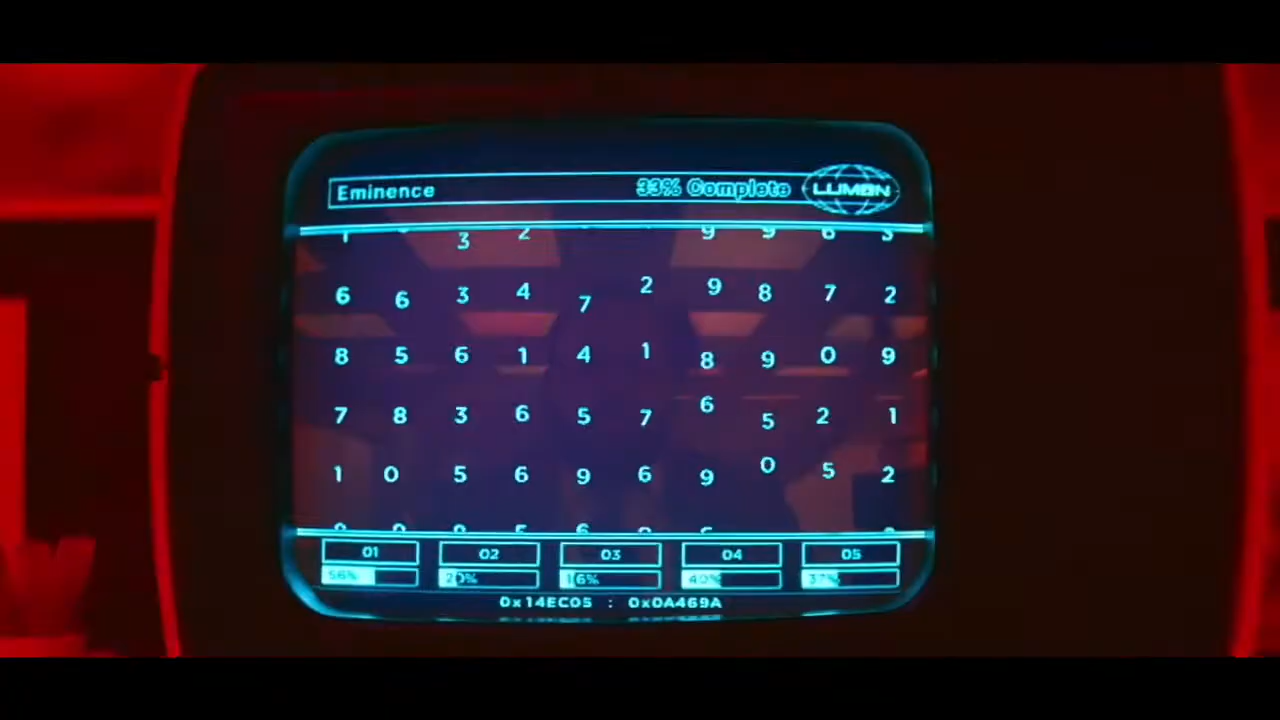 Eminence 33% Complete LUMON
3 2 9 9 6 3
6 6 3 4 7 2 9 8 7 2
8 5 6 1 4 1 8 9 0 9
7 8 3 6 5 7 6 5 2 1
1 0 5 6 9 6 9 0 5 2
01 02 03 04 05
56% 20% 16% 40% 37%
0x14EC05 : 0x0A469A